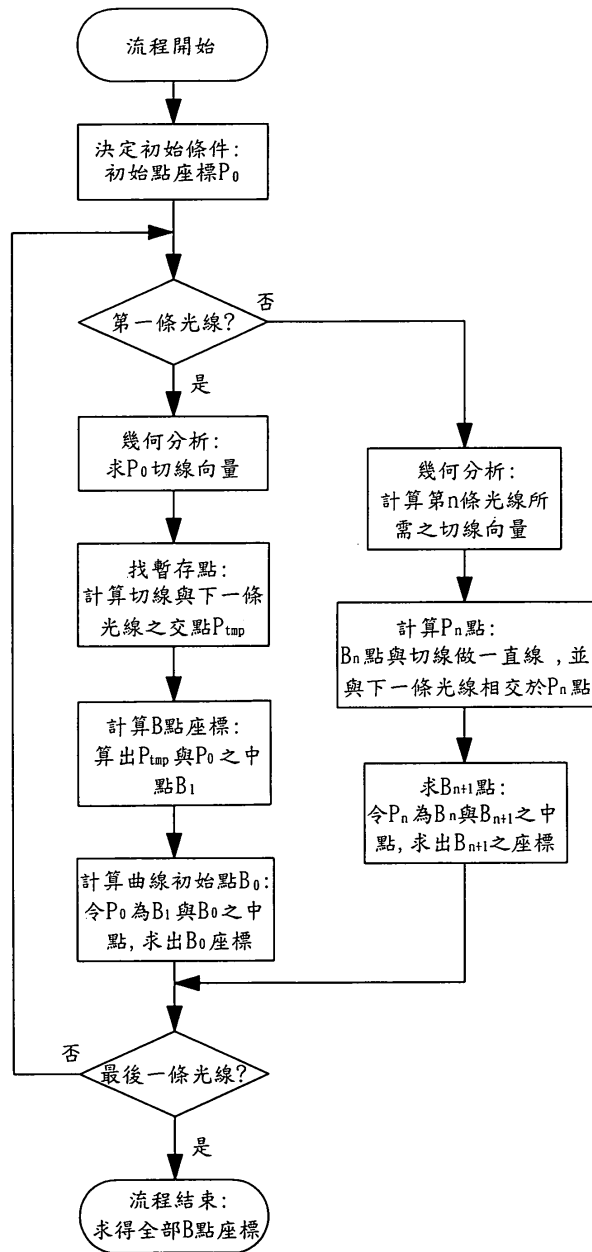 流程開始
決定初始條件:
初始點座標P₀
第一條光線?
否
是
幾何分析:
求P₀切線向量
找暫存點:
計算切線與下一條
光線之交點Pₜₘₚ
計算B點座標:
算出Pₜₘₚ與P₀之中
點B₁
計算曲線初始點B₀:
令P₀為B₁與B₀之中
點,求出B₀座標
幾何分析:
計算第n條光線所
需之切線向量
計算Pₙ點:
Bₙ點與切線做一直線,並
與下一條光線相交於Pₙ點
求Bₙ₊₁點:
令Pₙ為Bₙ與Bₙ₊₁之中
點,求出Bₙ₊₁之座標
否
最後一條光線?
是
流程結束:
求得全部B點座標